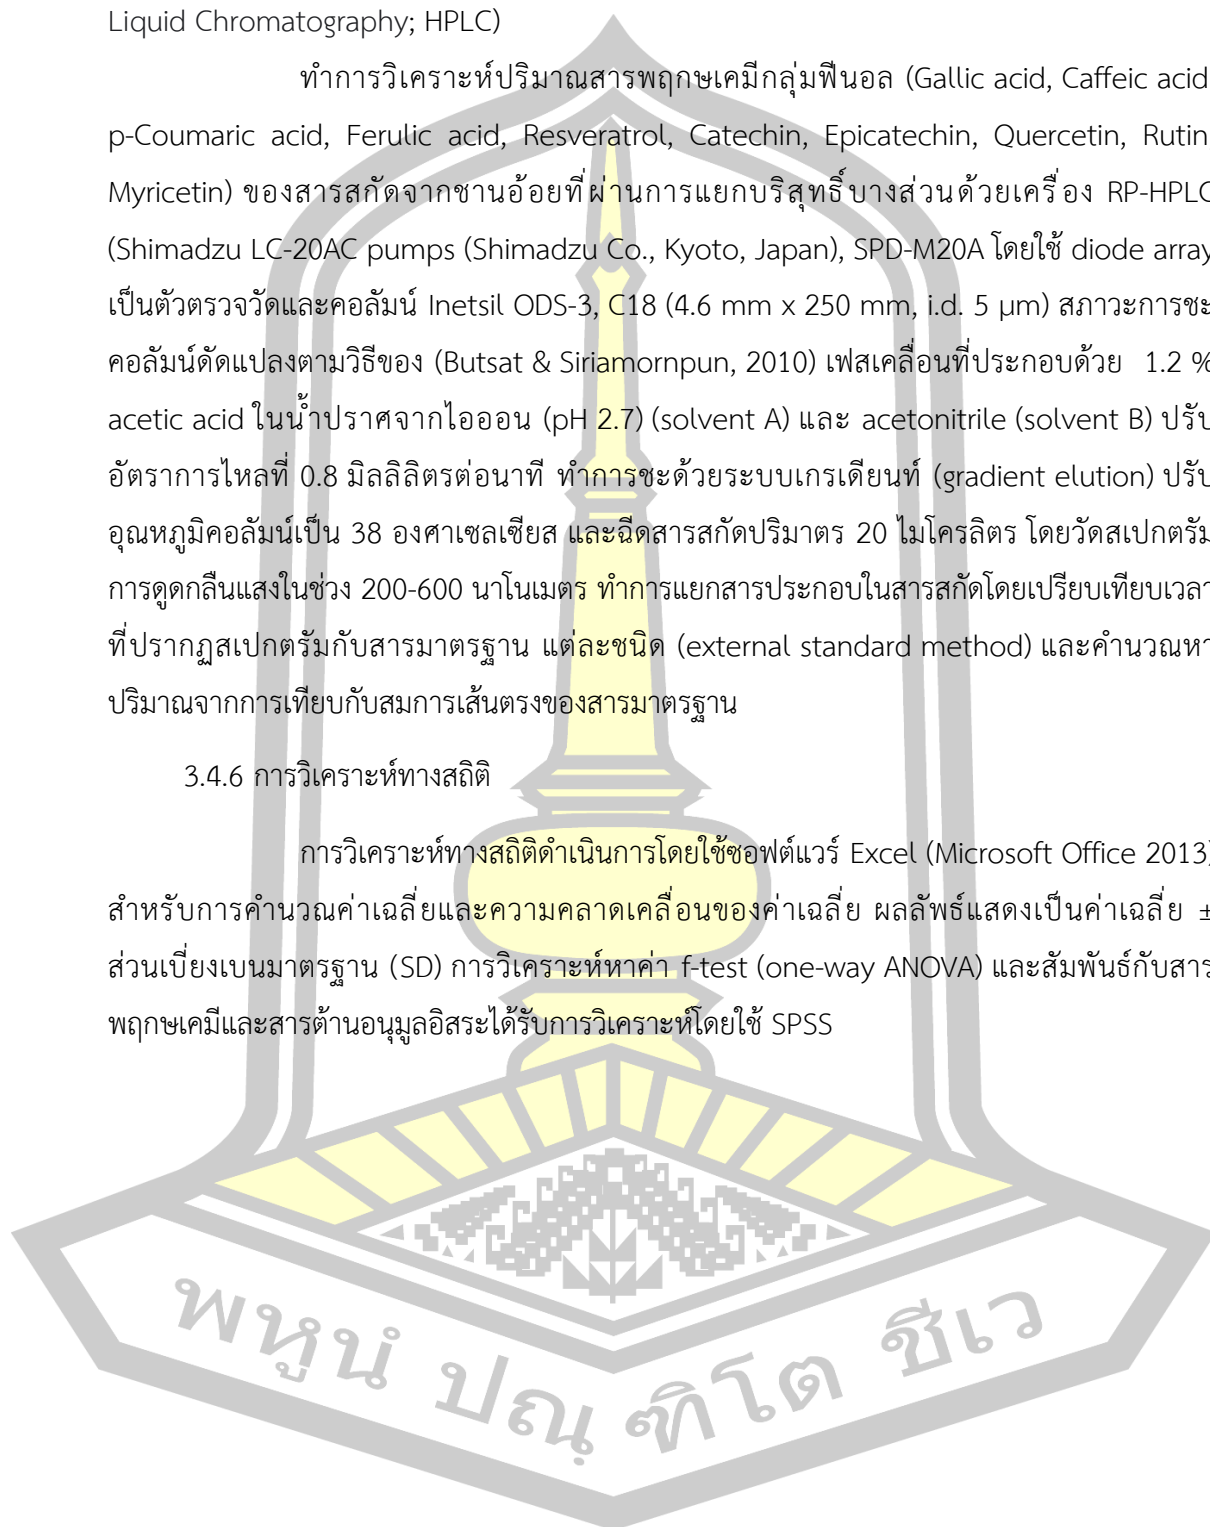 Liquid Chromatography; HPLC)
ทำการวิเคราะห์ปริมาณสารพฤกษเคมีกลุ่มฟีนอล (Gallic acid, Caffeic acid
p-Coumaric acid, Ferulic acid, Resveratrol, Catechin, Epicatechin, Quercetin, Rutin
Myricetin) ของสารสกัดจากชานอ้อยที่ผ่านการแยกบริสุทธิ์บางส่วนด้วยเครื่อง RP-HPLC
(Shimadzu LC-20AC pumps (Shimadzu Co., Kyoto, Japan), SPD-M20A โดยใช้ diode array
เป็นตัวตรวจวัดและคอลัมน์ Inetsil ODS-3, C18 (4.6 mm x 250 mm, i.d. 5 μm) สภาวะการชะ
คอลัมน์ดัดแปลงตามวิธีของ (Butsat & Siriamornpun, 2010) เฟสเคลื่อนที่ประกอบด้วย 1.2 %
acetic acid ในน้ำปราศจากไอออน (pH 2.7) (solvent A) และ acetonitrile (solvent B) ปรับ
อัตราการไหลที่ 0.8 มิลลิลิตรต่อนาที ทำการชะด้วยระบบเกรเดียนท์ (gradient elution) ปรับ
อุณหภูมิคอลัมน์เป็น 38 องศาเซลเซียส และฉีดสารสกัดปริมาตร 20 ไมโครลิตร โดยวัดสเปกตรัม
การดูดกลืนแสงในช่วง 200-600 นาโนเมตร ทำการแยกสารประกอบในสารสกัดโดยเปรียบเทียบเวลา
ที่ปรากฏสเปกตรัมกับสารมาตรฐาน แต่ละชนิด (external standard method) และคำนวณหา
ปริมาณจากการเทียบกับสมการเส้นตรงของสารมาตรฐาน
3.4.6 การวิเคราะห์ทางสถิติ
การวิเคราะห์ทางสถิติดำเนินการโดยใช้ซอฟต์แวร์ Excel (Microsoft Office 2013)
สำหรับการคำนวณค่าเฉลี่ยและความคลาดเคลื่อนของค่าเฉลี่ย ผลลัพธ์แสดงเป็นค่าเฉลี่ย ±
ส่วนเบี่ยงเบนมาตรฐาน (SD) การวิเคราะห์หาค่า f-test (one-way ANOVA) และสัมพันธ์กับสาร
พฤกษเคมีและสารต้านอนุมูลอิสระได้รับการวิเคราะห์โดยใช้ SPSS
พหูนํ ปณฺฑิโต ชีเว